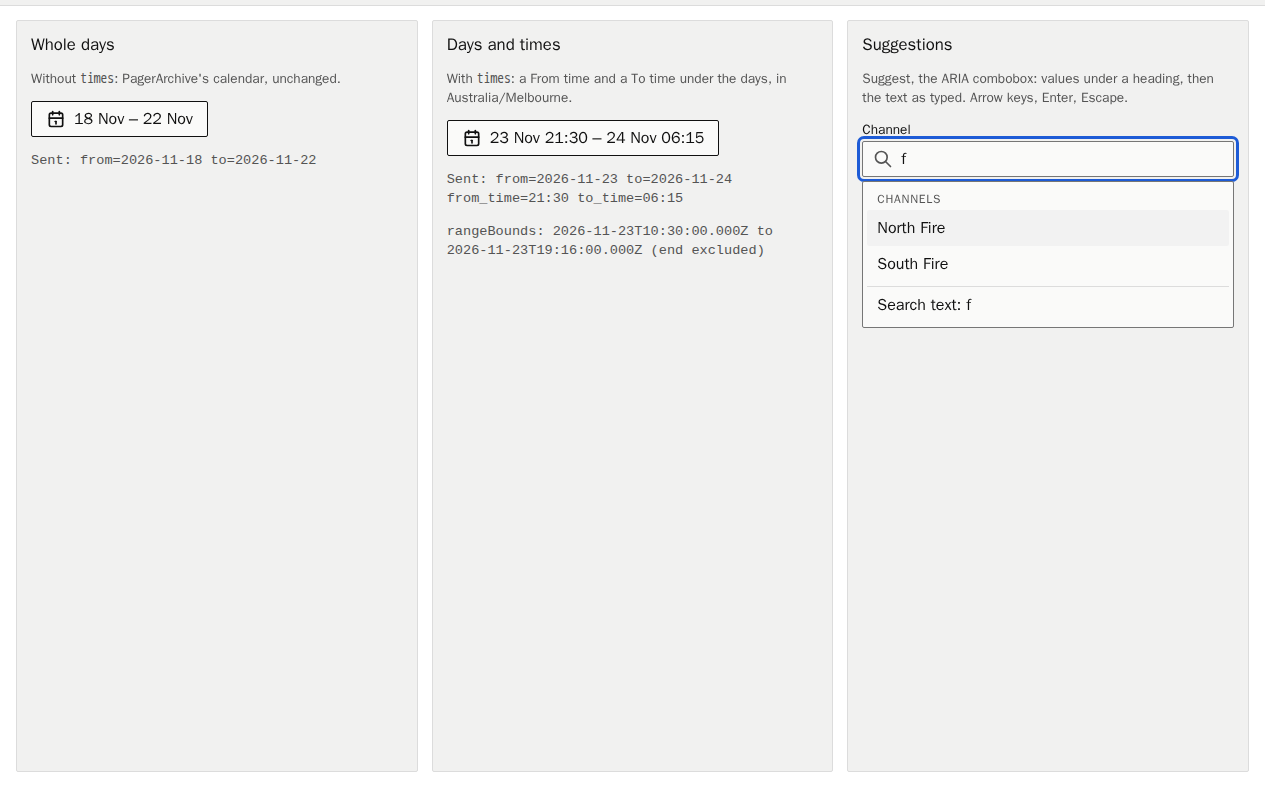 Whole days
Without times: PagerArchive's calendar, unchanged.
18 Nov – 22 Nov
Sent: from=2026-11-18 to=2026-11-22
Days and times
With times: a From time and a To time under the days, in
Australia/Melbourne.
23 Nov 21:30 – 24 Nov 06:15
Sent: from=2026-11-23 to=2026-11-24
from_time=21:30 to_time=06:15
rangeBounds: 2026-11-23T10:30:00.000Z to
2026-11-23T19:16:00.000Z (end excluded)
Suggestions
Suggest, the ARIA combobox: values under a heading, then
the text as typed. Arrow keys, Enter, Escape.
Channel
f
CHANNELS
North Fire
South Fire
Search text: f